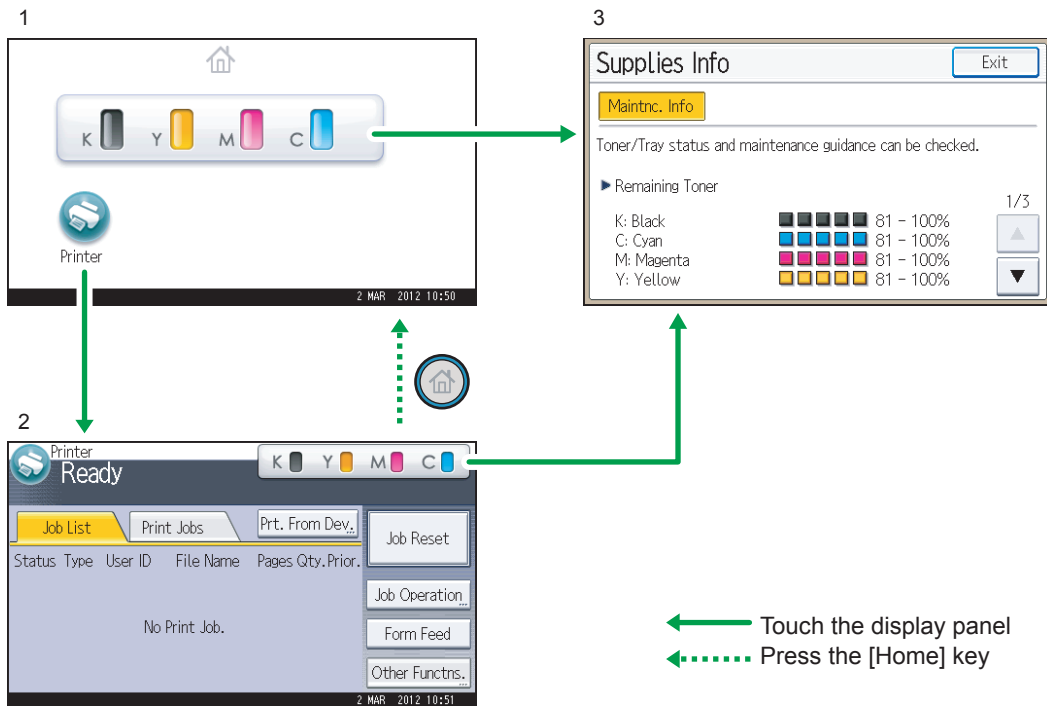 1
K Y M C
Printer
2 MAR 2012 10:50
3
Supplies Info
Exit
Maintnc. Info
Toner/Tray status and maintenance guidance can be checked.
Remaining Toner
1/3
K: Black 81 - 100%
C: Cyan 81 - 100%
M: Magenta 81 - 100%
Y: Yellow 81 - 100%
2
Printer
Ready
K Y M C
Job List Print Jobs Prt. From Dev...
Job Reset
Status Type User ID File Name Pages Qty. Prior.
No Print Job.
Job Operation...
Form Feed
Other Functns....
2 MAR 2012 10:51
Touch the display panel
Press the [Home] key